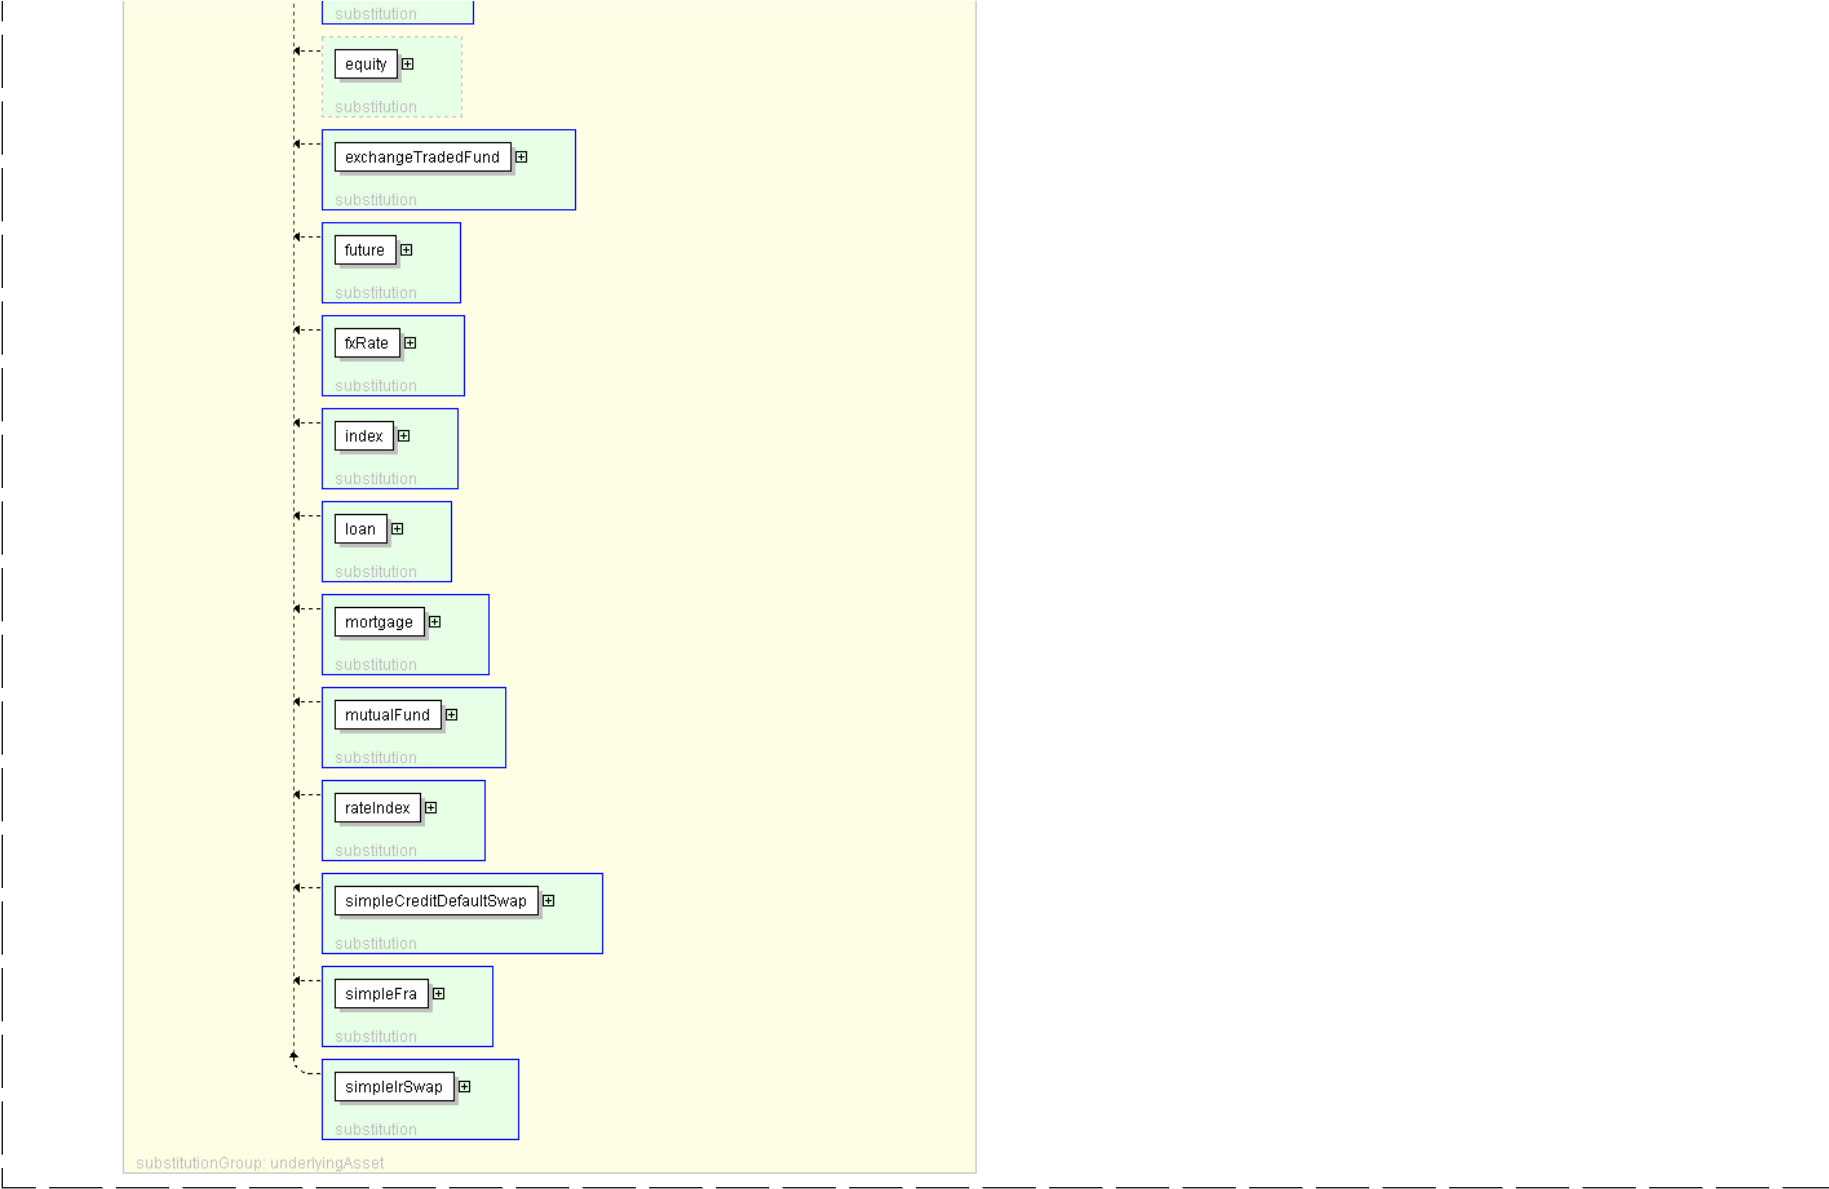 substitution
equity
substitution
exchangeTradedFund
substitution
future
substitution
fxRate
substitution
index
substitution
loan
substitution
mortgage
substitution
mutualFund
substitution
rateIndex
substitution
simpleCreditDefaultSwap
substitution
simpleFra
substitution
simpleIrSwap
substitution
substitutionGroup: underlyingAsset